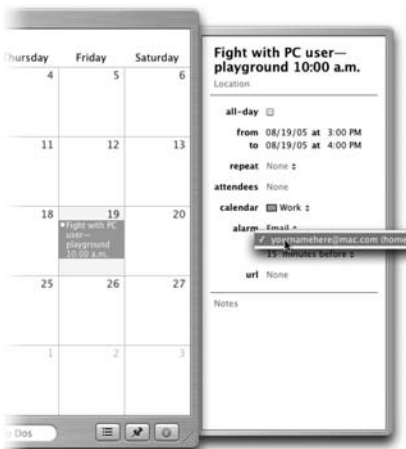 Thursday Friday Saturday
4 5 6
11 12 13
18 19 20
Fight with PC
user—
playground
10:00 a.m.
25 26 27
1 2 3
o Dos
Fight with PC user—
playground 10:00 a.m.
Location
all-day
from 08/19/05 at 3:00 PM
to 08/19/05 at 4:00 PM
repeat None
attendees None
calendar Work
alarm Email
✓ yournamehere@mac.com (home
15 minutes before
url None
Notes